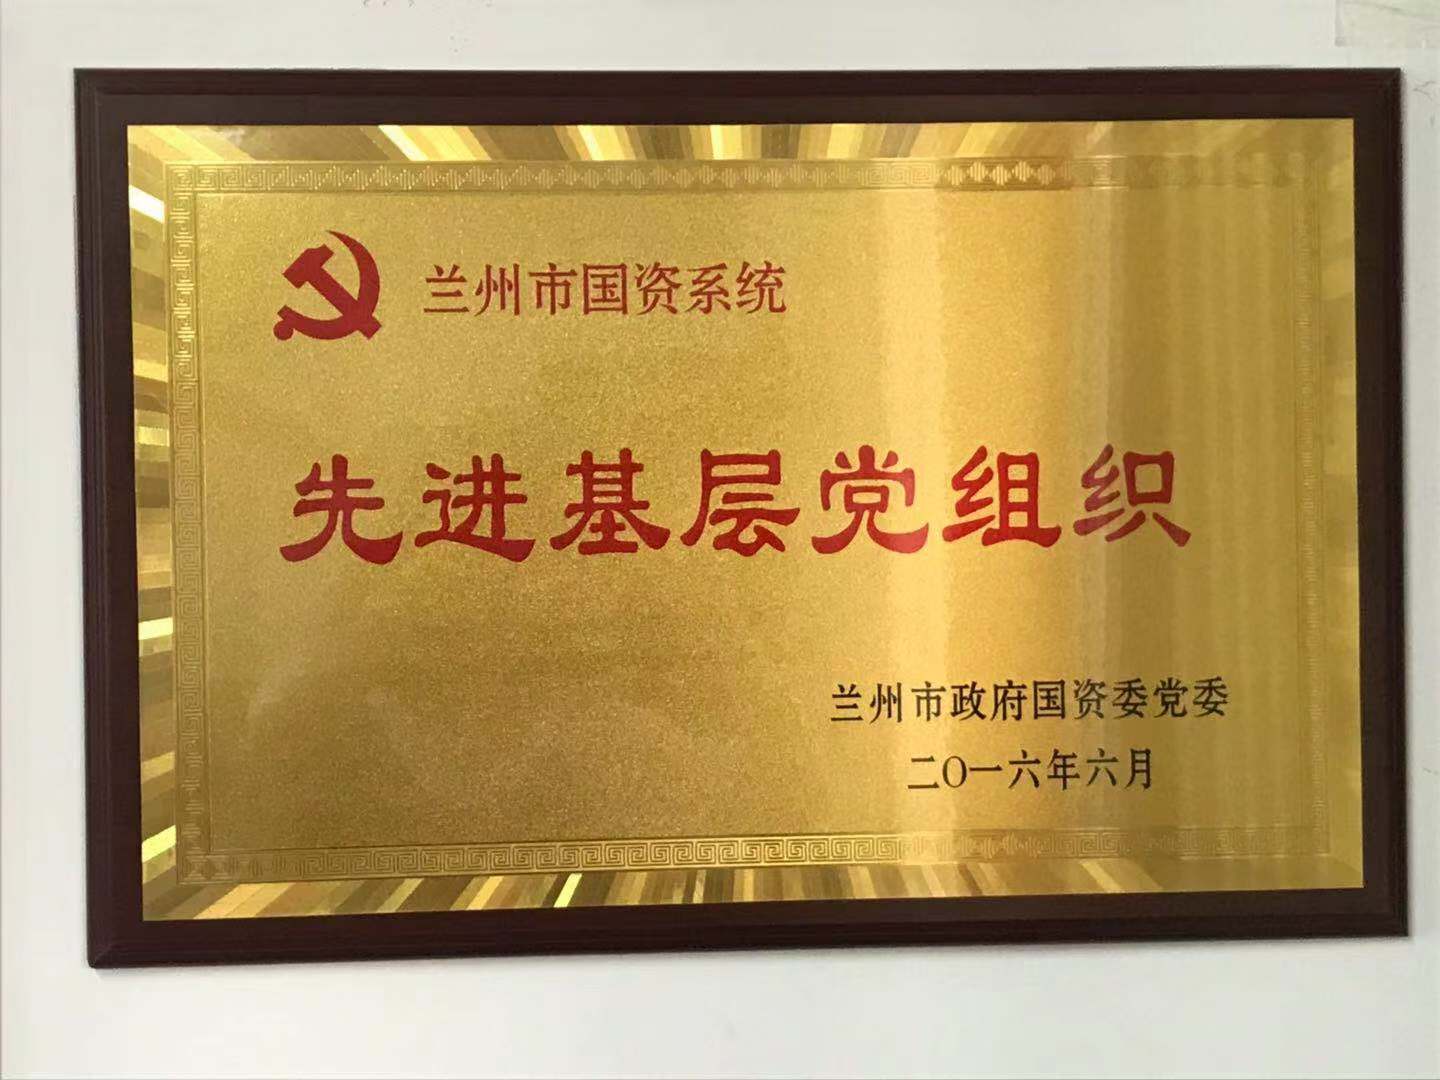 兰州市国资系统
先进基层党组织
兰州市政府国资委党委
二〇一六年六月